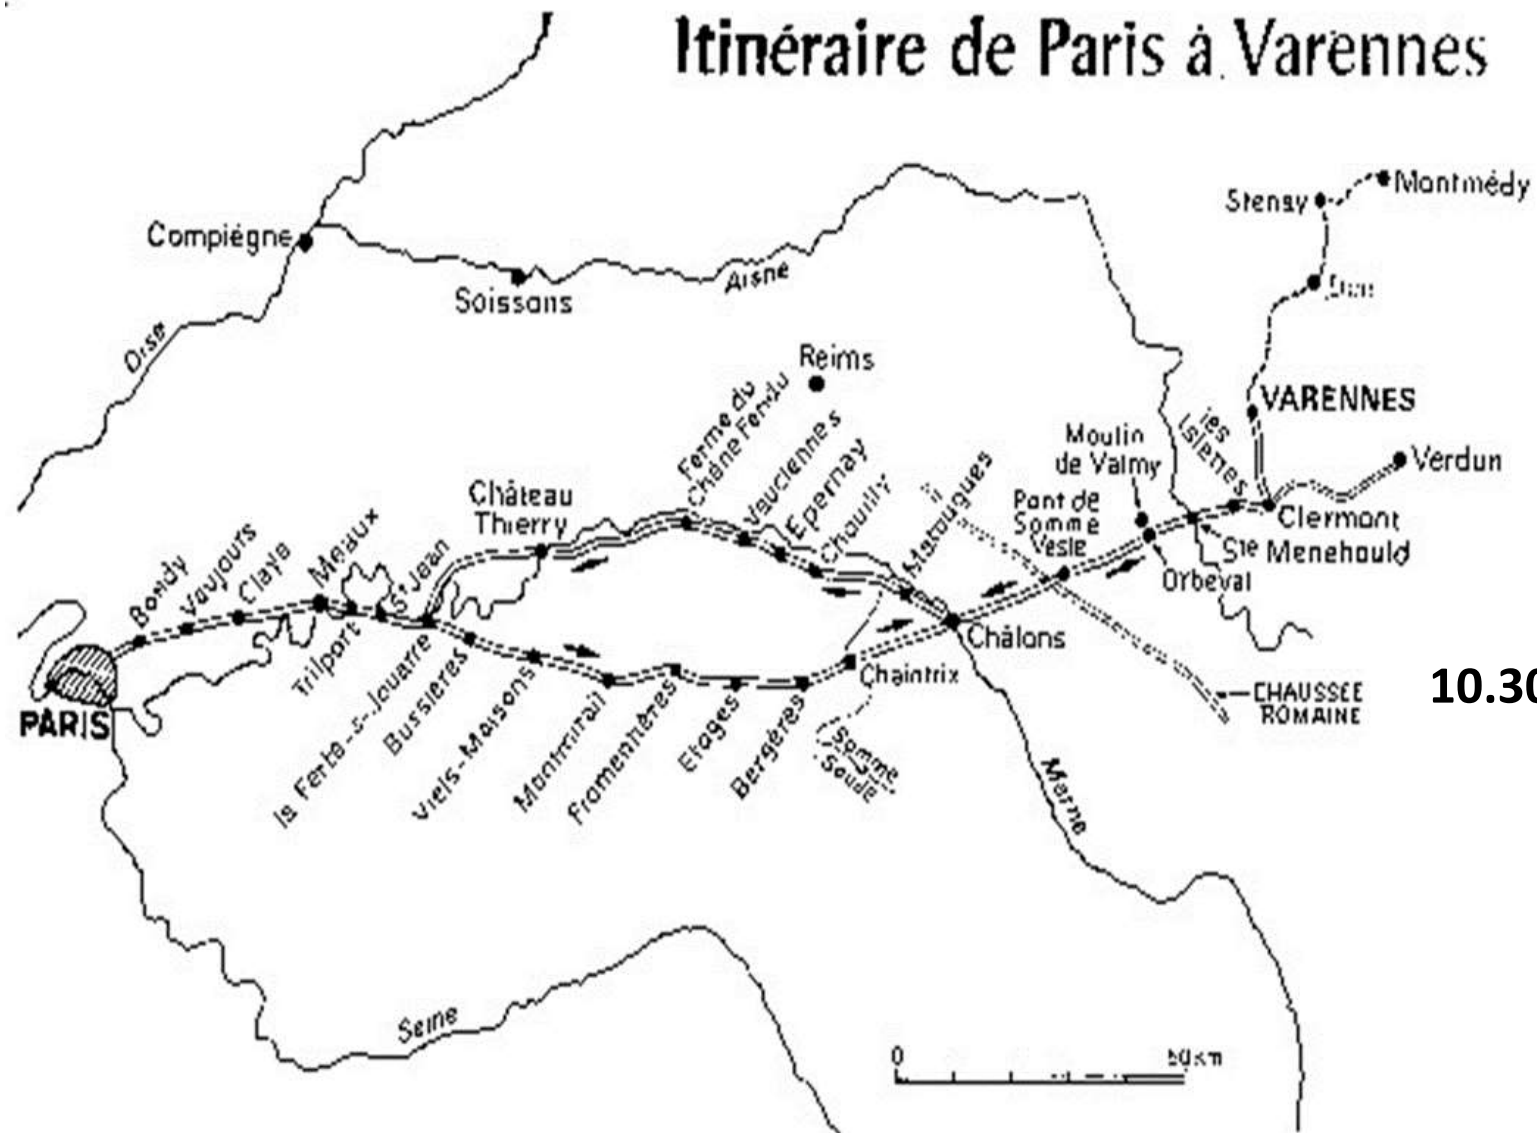 Itinéraire de Paris à Varennes
Montmédy
Stenay
Compiègne
Soissons
Aisne
Oise
Reims
Ferme du
Chêne Fendu
VARENNES
les
Islettes
Moulin
de Valmy
Verdun
Vauciennes
Epernay
Chouilly
Matougues
Château
Thierry
Pont de
Somme
Vesle
Clermont
Ste Menehould
Orbeval
Bondy
Vaujours
Claye
Meaux
St Jean
Trilport
la Ferte-s-Jouarre
Bussières
Viels-Maisons
Montmirail
Fromennères
Etoges
Bergères
Chaintrix
Châlons
Somme
Soude
CHAUSSÉE
ROMAINE
10.30
PARIS
Marne
Seine
0
50 km